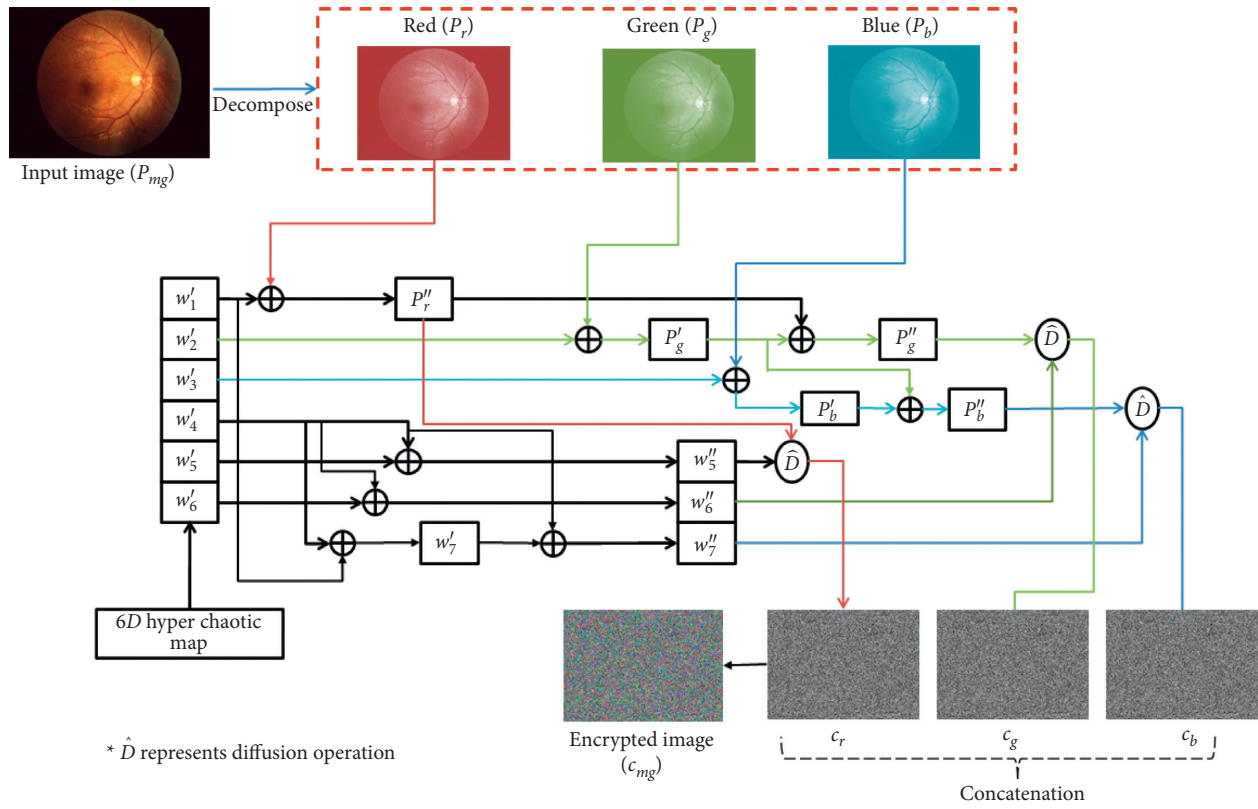 Red (P_r)
Green (P_g)
Blue (P_b)
Decompose
Input image (P_mg)
w′_1
P″_r
w′_2
P′_g
P″_g
D̂
w′_3
P′_b
P″_b
D̂
w′_4
w′_5
w″_5
D̂
w′_6
w″_6
w′_7
w″_7
6D hyper chaotic
map
Encrypted image
(c_mg)
c_r
c_g
c_b
* D̂ represents diffusion operation
Concatenation